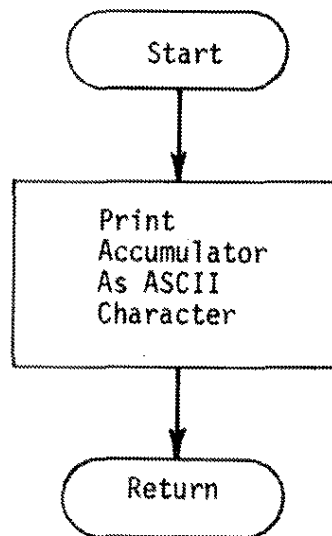 Start
Print
Accumulator
As ASCII
Character
Return